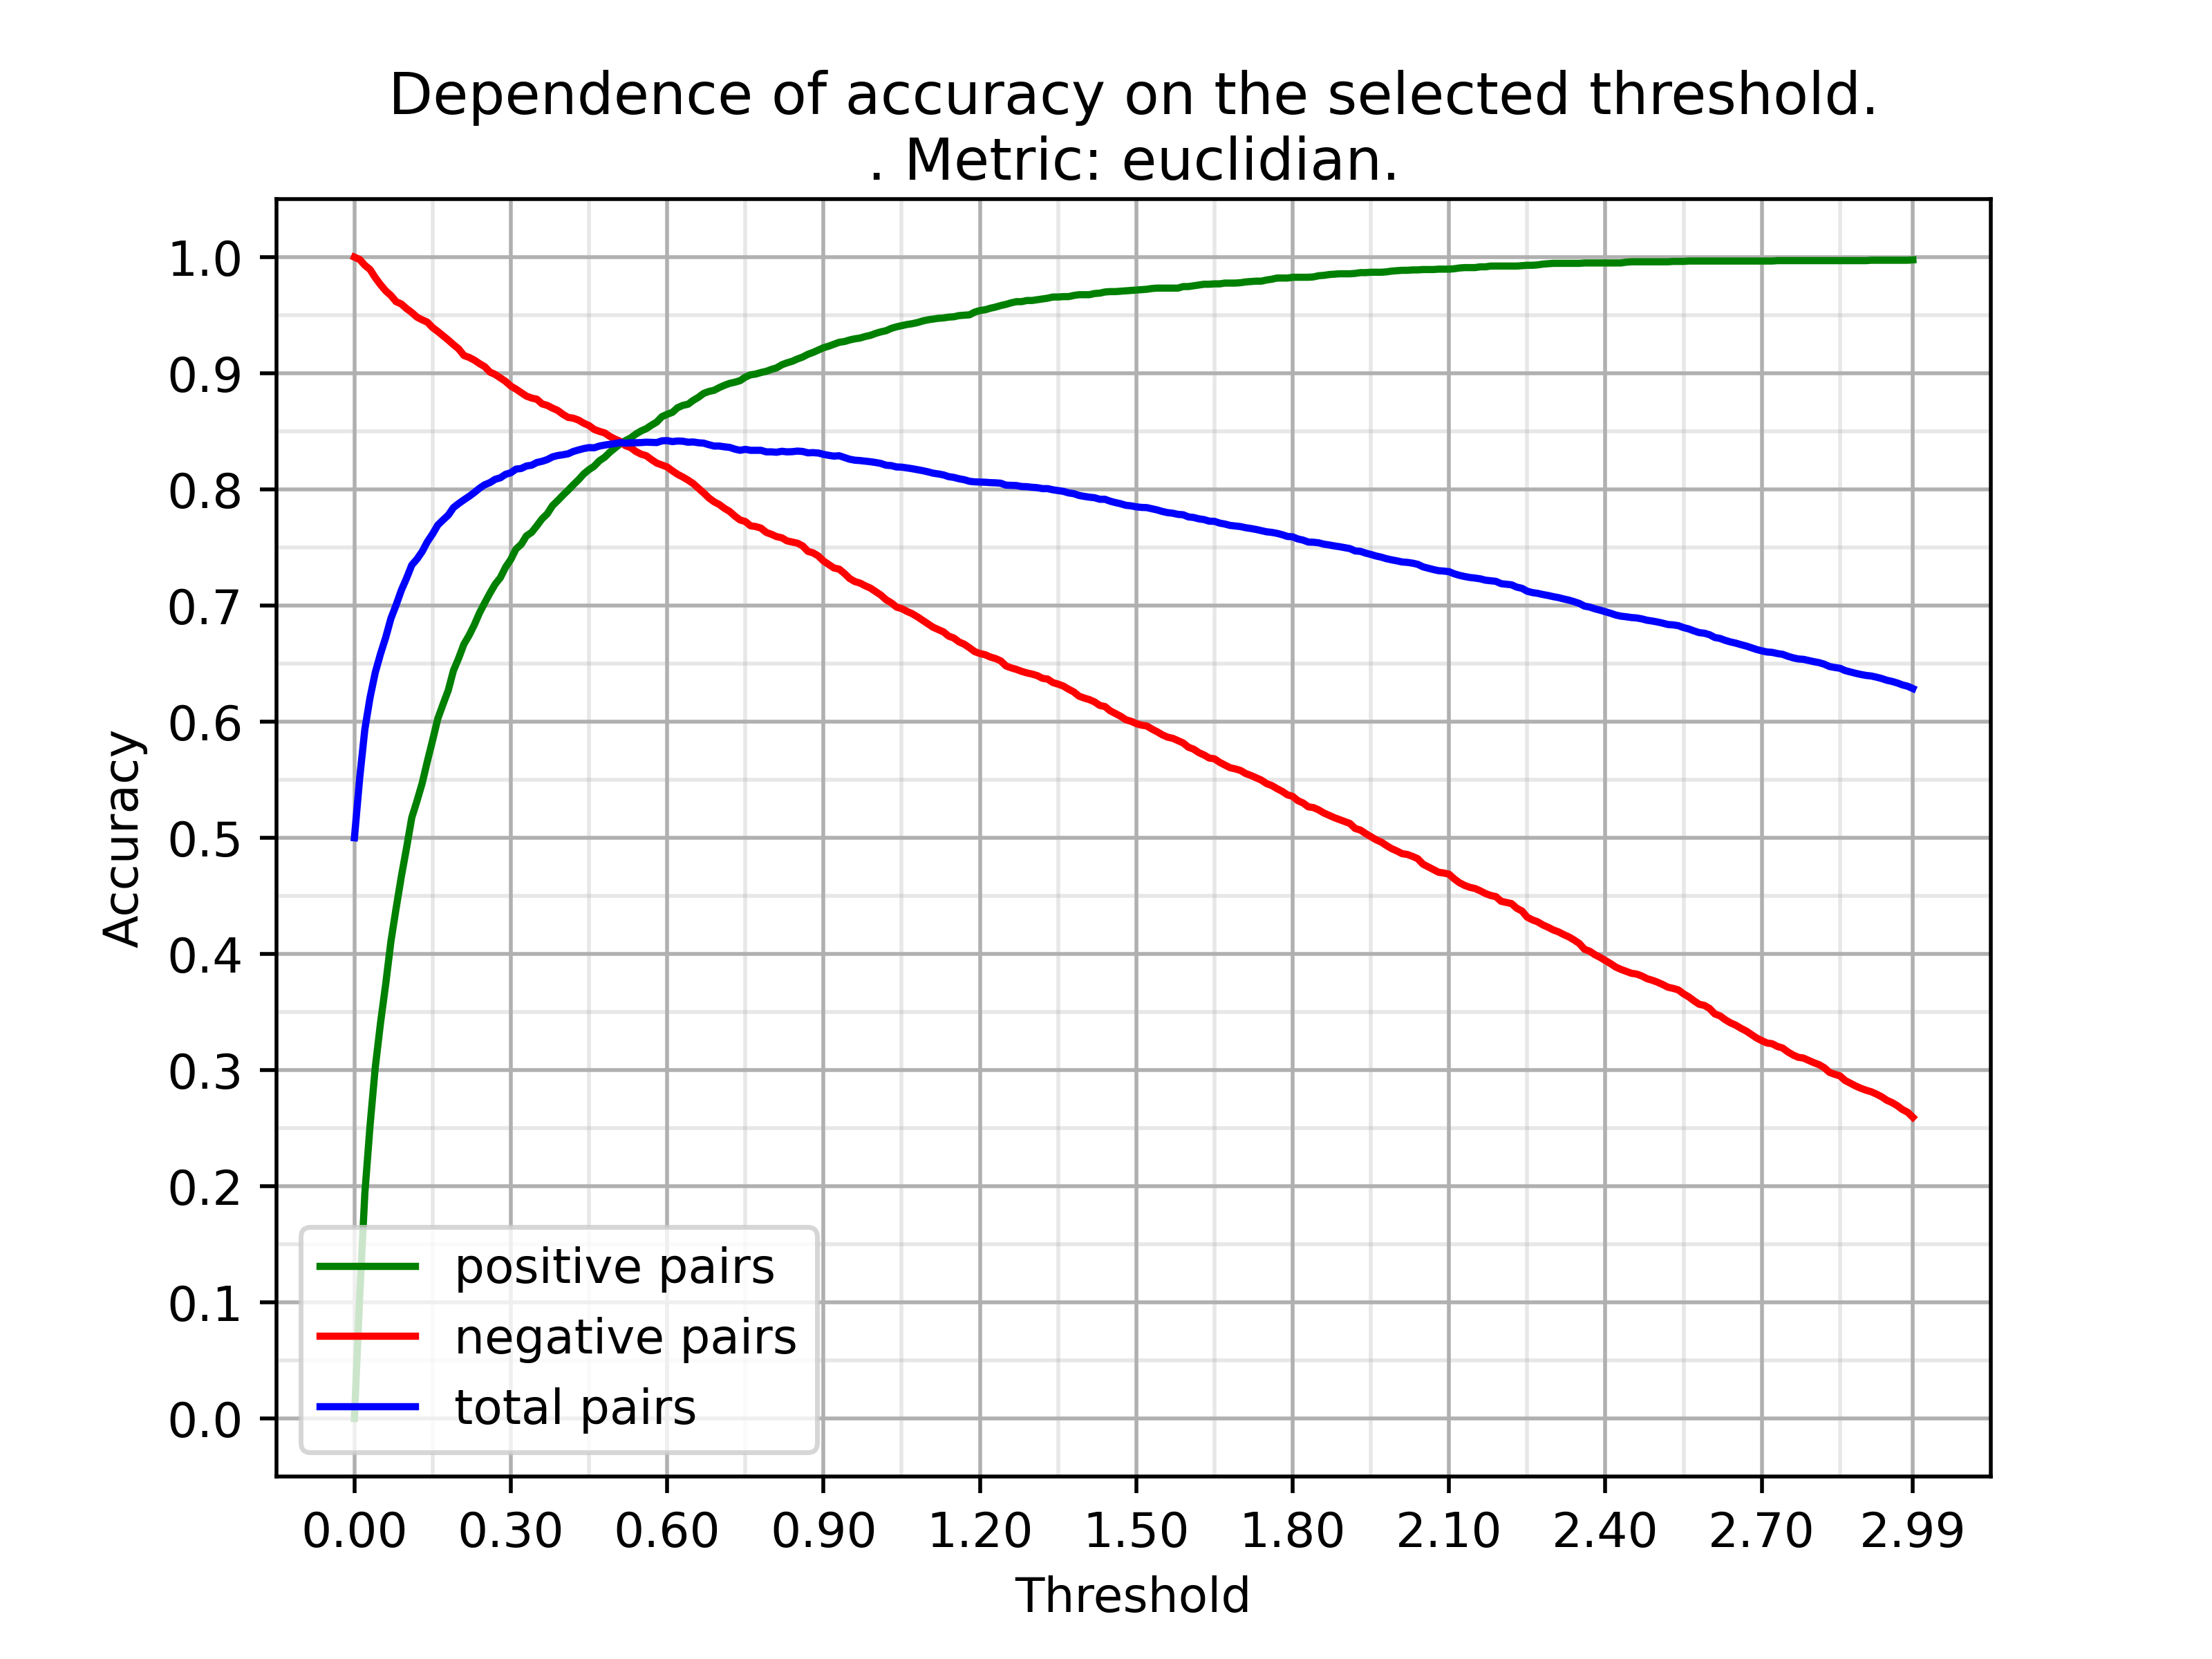 Dependence of accuracy on the selected threshold.
. Metric: euclidian.
1.0
0.9
0.8
0.7
0.6
0.5
0.4
0.3
0.2
0.1
0.0
Accuracy
positive pairs
negative pairs
total pairs
0.00 0.30 0.60 0.90 1.20 1.50 1.80 2.10 2.40 2.70 2.99
Threshold